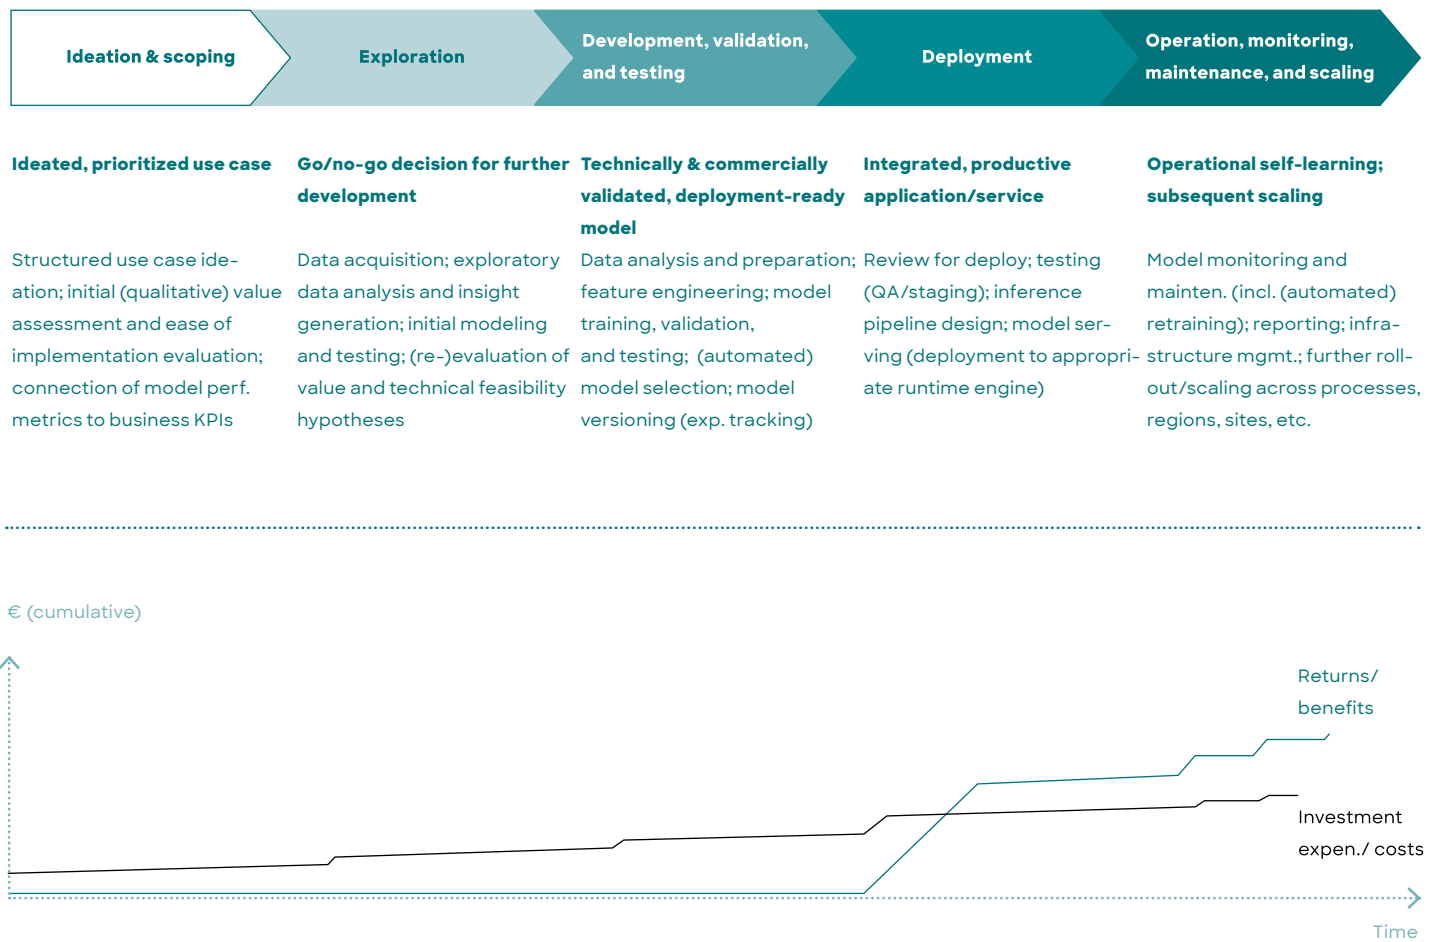 Ideation & scoping
Exploration
Development, validation,
and testing
Deployment
Operation, monitoring,
maintenance, and scaling
Ideated, prioritized use case
Structured use case ide-
ation; initial (qualitative) value
assessment and ease of
implementation evaluation;
connection of model perf.
metrics to business KPIs
Go/no-go decision for further
development
Data acquisition; exploratory
data analysis and insight
generation; initial modeling
and testing; (re-)evaluation of
value and technical feasibility
hypotheses
Technically & commercially
validated, deployment-ready
model
Data analysis and preparation;
feature engineering; model
training, validation,
and testing; (automated)
model selection; model
versioning (exp. tracking)
Integrated, productive
application/service
Review for deploy; testing
(QA/staging); inference
pipeline design; model ser-
ving (deployment to appropri-
ate runtime engine)
Operational self-learning;
subsequent scaling
Model monitoring and
mainten. (incl. (automated)
retraining); reporting; infra-
structure mgmt.; further roll-
out/scaling across processes,
regions, sites, etc.
€ (cumulative)
Returns/
benefits
Investment
expen./ costs
Time